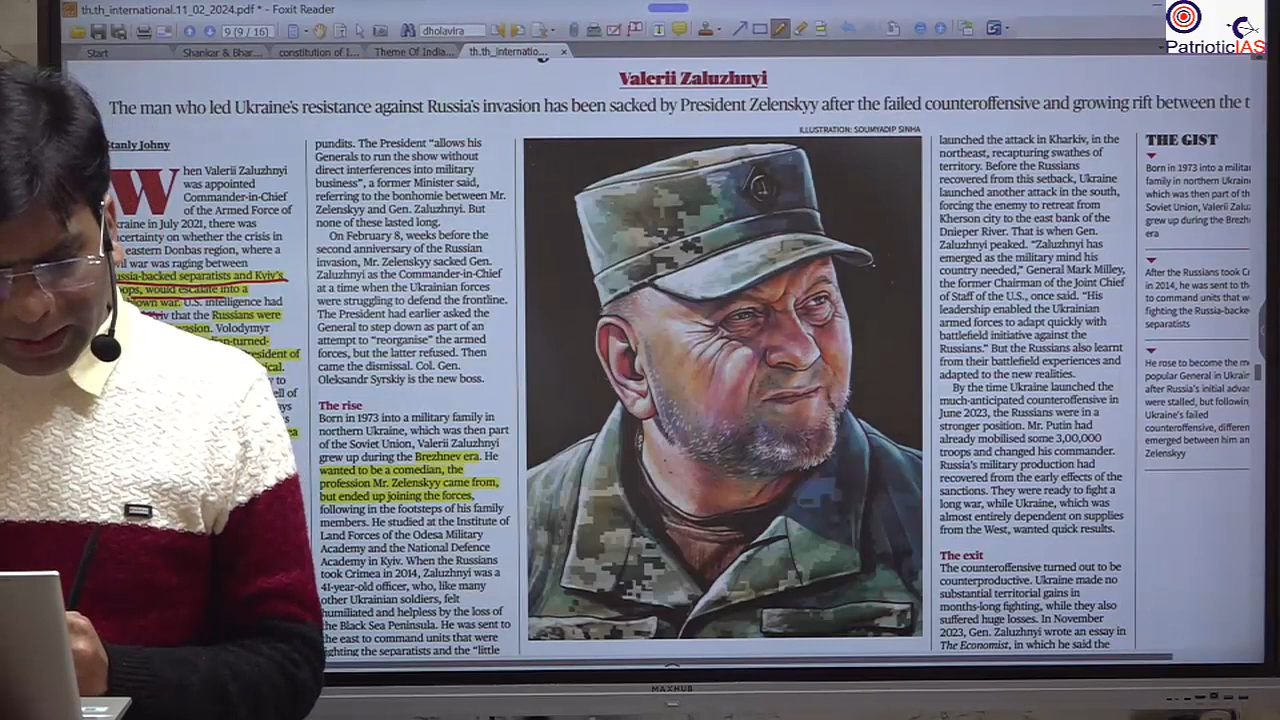 th.th_international.11_02_2024.pdf * - Foxit Reader
PatrioticIAS
9 (9 / 16)
dholavira
Start
Shankar & Bhar...
constitution of I...
Theme Of India...
th.th_internatio...
Valerii Zaluzhnyi
The man who led Ukraine's resistance against Russia's invasion has been sacked by President Zelenskyy after the failed counteroffensive and growing rift between the t
ILLUSTRATION: SOUMYADIP SINHA
Stanly Johny
When Valerii Zaluzhnyi
was appointed
Commander-in-Chief
of the Armed Force of
kraine in July 2021, there was
certainty on whether the crisis in
eastern Donbas region, where a
vil war was raging between
ussia-backed separatists and Kyiv's
oops, would escalate into a
own war. U.S. intelligence had
that the Russians were
asion. Volodymyr
ian-turned-
resident of
ical.
to
ell of
pundits. The President "allows his
Generals to run the show without
direct interferences into military
business", a former Minister said,
referring to the bonhomie between Mr.
Zelenskyy and Gen. Zaluzhnyi. But
none of these lasted long.
On February 8, weeks before the
second anniversary of the Russian
invasion, Mr. Zelenskyy sacked Gen.
Zaluzhnyi as the Commander-in-Chief
at a time when the Ukrainian forces
were struggling to defend the frontline.
The President had earlier asked the
General to step down as part of an
attempt to "reorganise" the armed
forces, but the latter refused. Then
came the dismissal. Col. Gen.
Oleksandr Syrskiy is the new boss.
The rise
Born in 1973 into a military family in
northern Ukraine, which was then part
of the Soviet Union, Valerii Zaluzhnyi
grew up during the Brezhnev era. He
wanted to be a comedian, the
profession Mr. Zelenskyy came from,
but ended up joining the forces,
following in the footsteps of his family
members. He studied at the Institute of
Land Forces of the Odesa Military
Academy and the National Defence
Academy in Kyiv. When the Russians
took Crimea in 2014, Zaluzhnyi was a
41-year-old officer, who, like many
other Ukrainian soldiers, felt
humiliated and helpless by the loss of
the Black Sea Peninsula. He was sent to
the east to command units that were
fighting the separatists and the "little
launched the attack in Kharkiv, in the
northeast, recapturing swathes of
territory. Before the Russians
recovered from this setback, Ukraine
launched another attack in the south,
forcing the enemy to retreat from
Kherson city to the east bank of the
Dnieper River. That is when Gen.
Zaluzhnyi peaked. "Zaluzhnyi has
emerged as the military mind his
country needed," General Mark Milley,
the former Chairman of the Joint Chief
of Staff of the U.S., once said. "His
leadership enabled the Ukrainian
armed forces to adapt quickly with
battlefield initiative against the
Russians." But the Russians also learnt
from their battlefield experiences and
adapted to the new realities.
By the time Ukraine launched the
much-anticipated counteroffensive in
June 2023, the Russians were in a
stronger position. Mr. Putin had
already mobilised some 3,00,000
troops and changed his commander.
Russia's military production had
recovered from the early effects of the
sanctions. They were ready to fight a
long war, while Ukraine, which was
almost entirely dependent on supplies
from the West, wanted quick results.
The exit
The counteroffensive turned out to be
counterproductive. Ukraine made no
substantial territorial gains in
months-long fighting, while they also
suffered huge losses. In November
2023, Gen. Zaluzhnyi wrote an essay in
The Economist, in which he said the
THE GIST
Born in 1973 into a milita
family in northern Ukraine
which was then part of th
Soviet Union, Valerii Zalu
grew up during the Brezh
era
After the Russians took Cr
in 2014, he was sent to th
to command units that w
fighting the Russia-backe
separatists
He rose to become the m
popular General in Ukrain
after Russia's initial advan
were stalled, but followin
Ukraine's failed
counteroffensive, differen
emerged between him an
Zelenskyy
MAXHUB